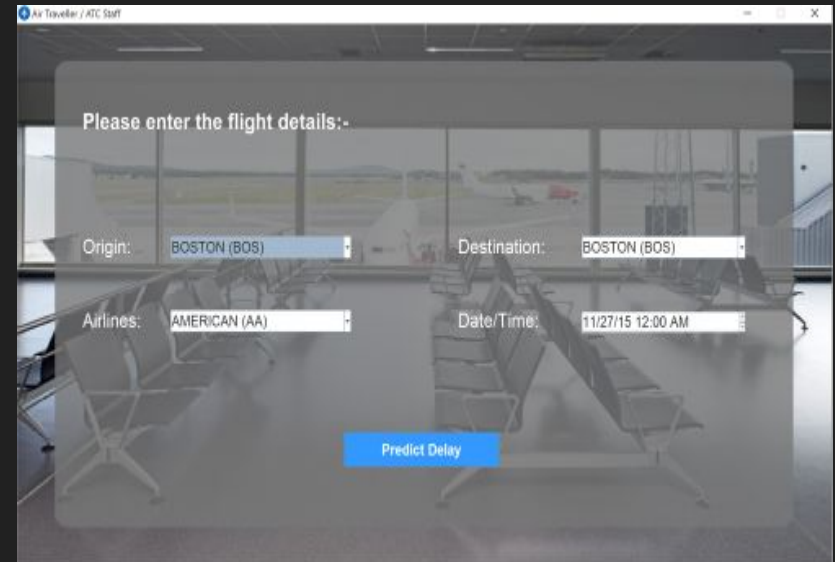 Air Traveller / ATC Staff
Please enter the flight details:-
Origin: BOSTON (BOS) Destination: BOSTON (BOS)
Airlines: AMERICAN (AA) Date/Time: 11/27/15 12:00 AM
Predict Delay